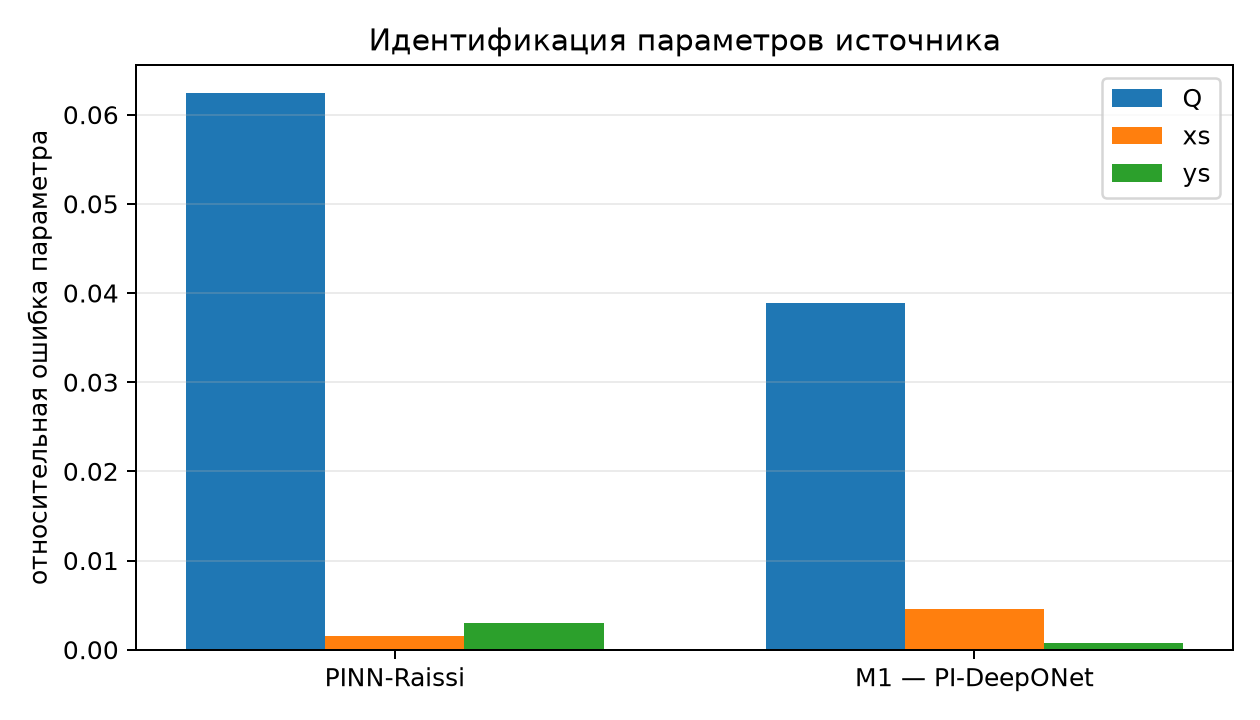 Идентификация параметров источника
относительная ошибка параметра
0.06
0.05
0.04
0.03
0.02
0.01
0.00
Q
xs
ys
PINN-Raissi
M1 — PI-DeepONet